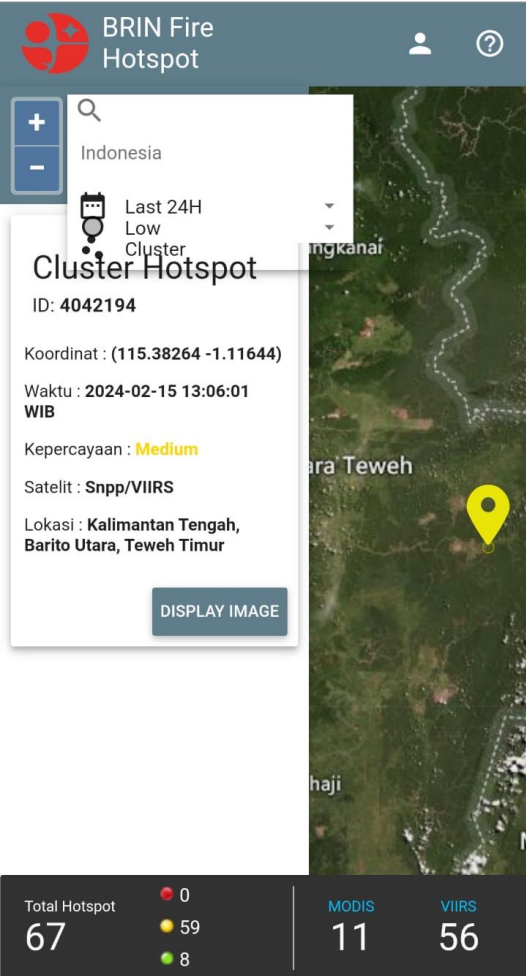 BRIN Fire
Hotspot
+
−
Indonesia
Last 24H
Low
Cluster
Cluster Hotspot
ID: 4042194
Koordinat : (115.38264 -1.11644)
Waktu : 2024-02-15 13:06:01
WIB
Kepercayaan : Medium
Satelit : Snpp/VIIRS
Lokasi : Kalimantan Tengah,
Barito Utara, Teweh Timur
DISPLAY IMAGE
ngkanai
ara Teweh
haji
Total Hotspot
67
0
59
8
MODIS
11
VIIRS
56